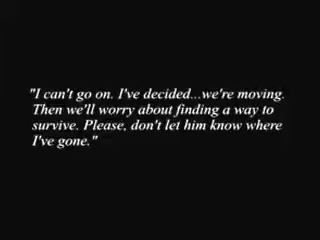 "I can't go on. I've decided...we're moving.
Then we'll worry about finding a way to
survive. Please, don't let him know where
I've gone."